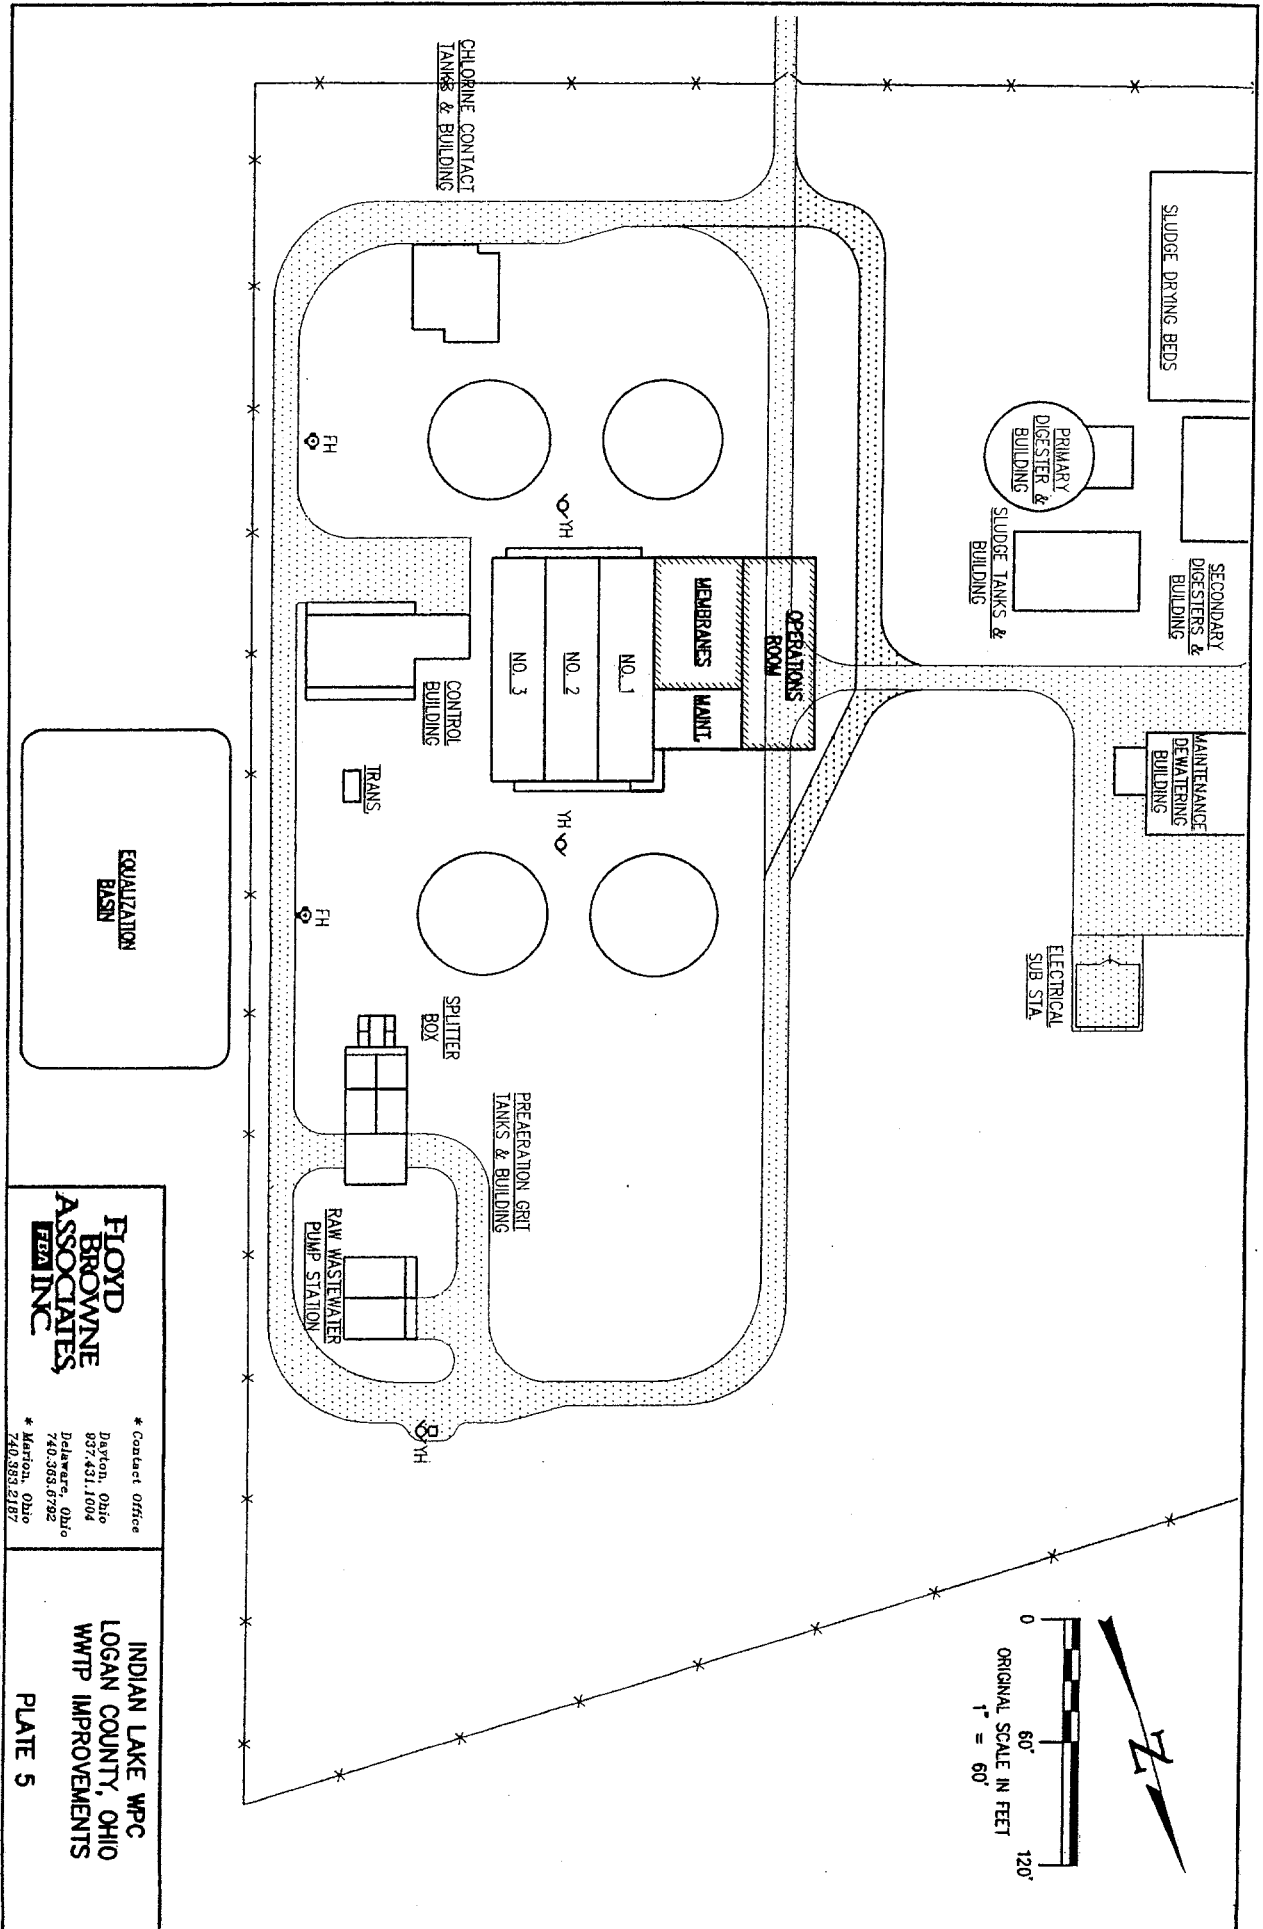 CHLORINE CONTACT
TANKS & BUILDING
SLUDGE DRYING BEDS
PRIMARY
DIGESTER &
BUILDING
SLUDGE TANKS &
BUILDING
SECONDARY
DIGESTERS &
BUILDING
MAINTENANCE
DEWATERING
BUILDING
ELECTRICAL
SUB STA.
FH
YH
OPERATIONS
ROOM
MEMBRANES
MAINT.
NO. 1
NO. 2
NO. 3
CONTROL
BUILDING
TRANS.
YH
FH
EQUALIZATION
BASIN
SPLITTER
BOX
PREAERATION GRIT
TANKS & BUILDING
RAW WASTEWATER
PUMP STATION
YH
N
0 60' 120'
ORIGINAL SCALE IN FEET
1" = 60'
FLOYD
BROWNE
ASSOCIATES,
FBA INC.
* Contact Office
Dayton, Ohio
937.431.1004
Delaware, Ohio
740.363.6792
* Marion, Ohio
740.383.2187
INDIAN LAKE WPC
LOGAN COUNTY, OHIO
WWTP IMPROVEMENTS
PLATE 5